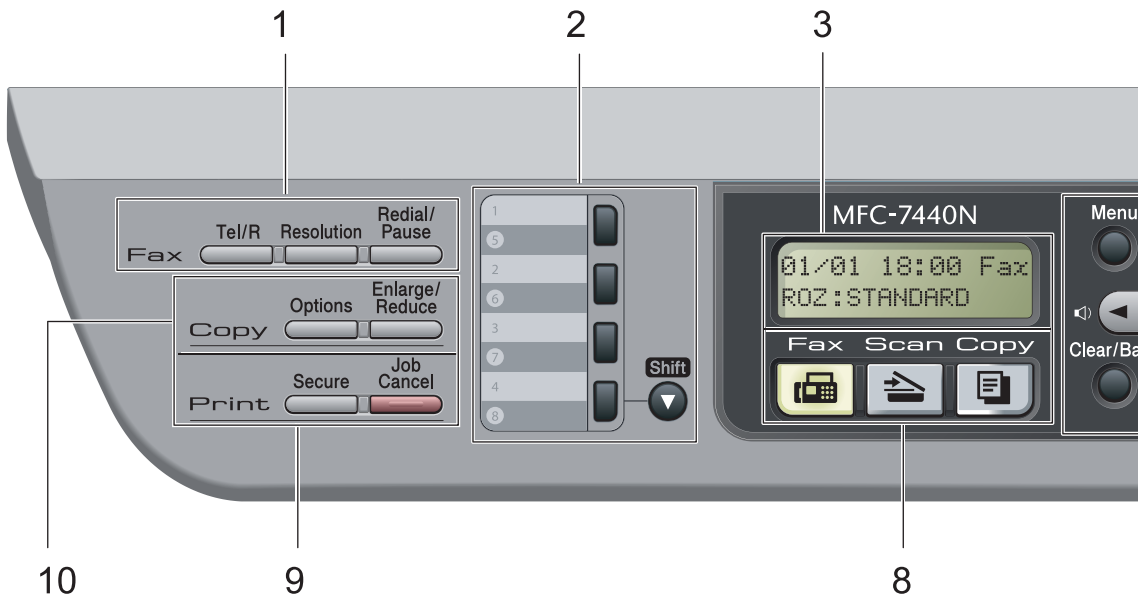 1 2 3
MFC-7440N
Menu
Redial/
Tel/R Resolution Pause
Fax
1
5
2
6
3
7
4
8
01/01 18:00 Fax
ROZ:STANDARD
Enlarge/
Options Reduce
Copy
Job
Secure Cancel
Print
Shift
Fax Scan Copy
Clear/Ba
10 9 8